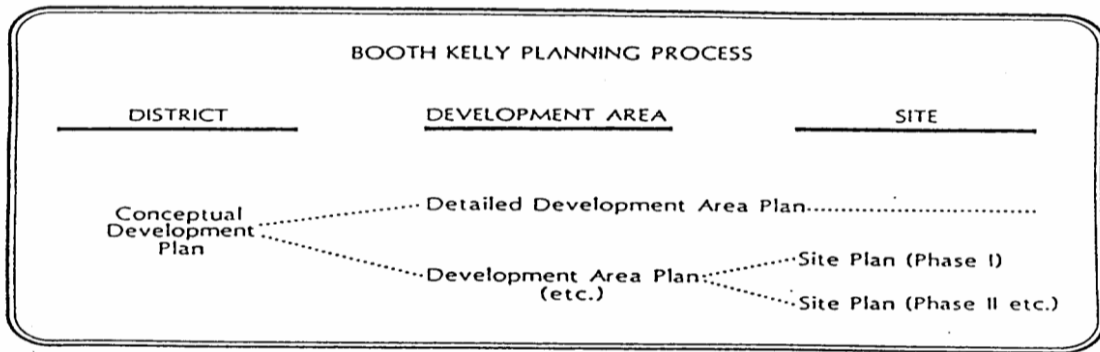 BOOTH KELLY PLANNING PROCESS
DISTRICT DEVELOPMENT AREA SITE
Conceptual
Development
Plan
Detailed Development Area Plan
Development Area Plan
(etc.)
Site Plan (Phase I)
Site Plan (Phase II etc.)